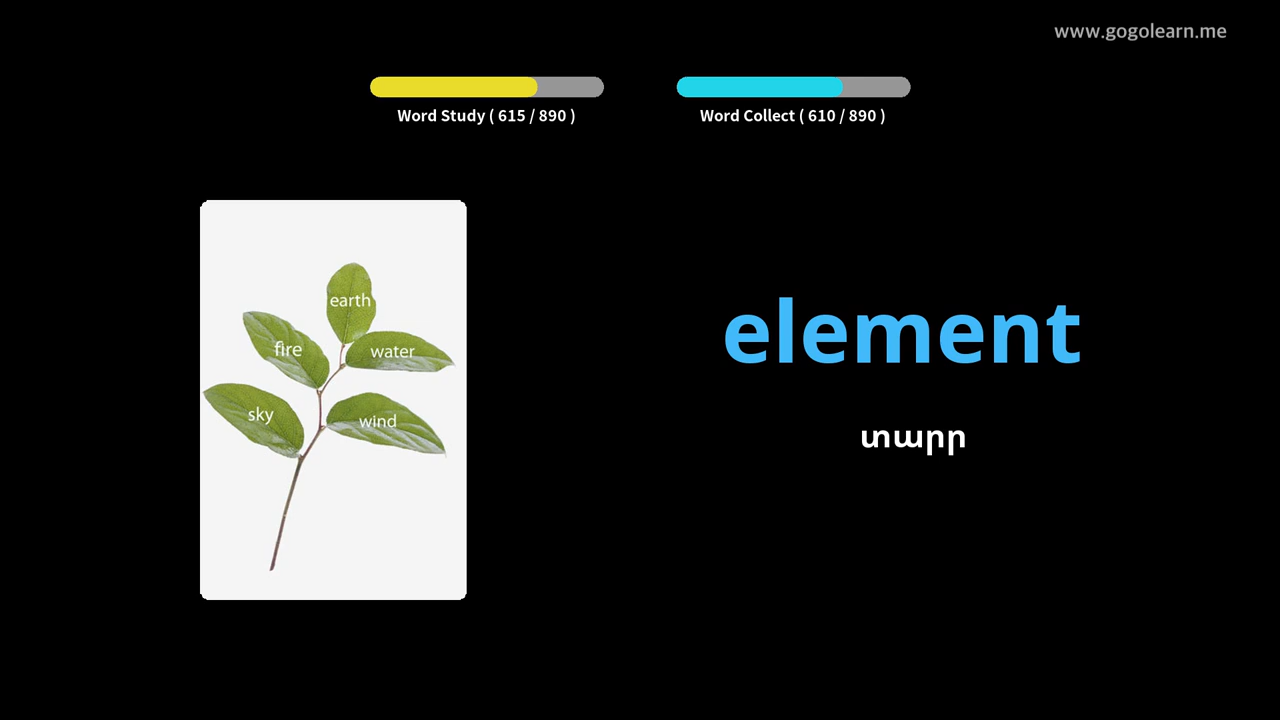 www.gogolearn.me
Word Study ( 615 / 890 )
Word Collect ( 610 / 890 )
earth
fire
water
sky
wind
element
տարր